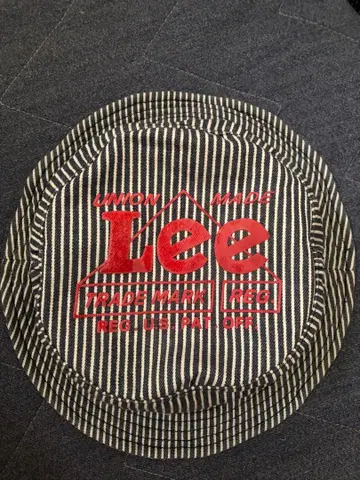 UNION MADE
Lee
TRADE MARK REG.
REG. U.S. PAT. OFF.